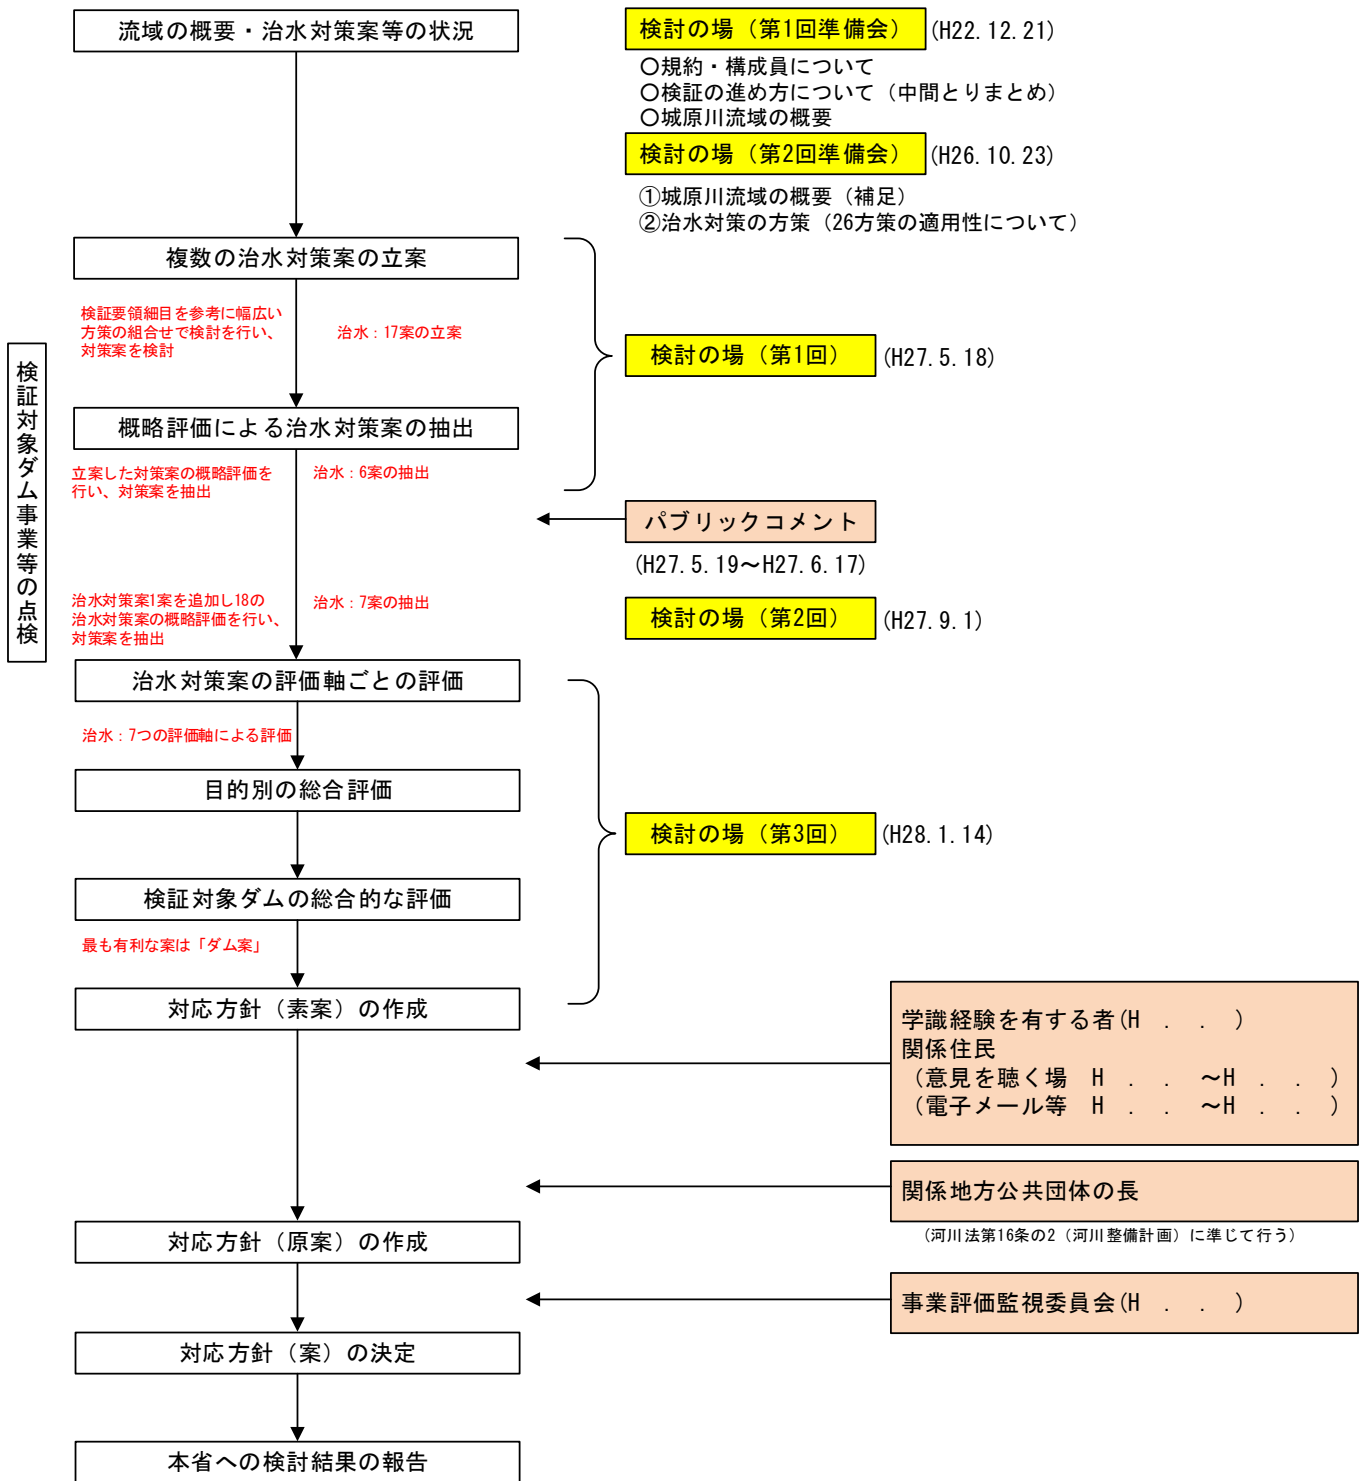 流域の概要・治水対策案等の状況
検討の場（第1回準備会）
(H22.12.21)
〇規約・構成員について
〇検証の進め方について（中間とりまとめ）
〇城原川流域の概要
検討の場（第2回準備会）
(H26.10.23)
①城原川流域の概要（補足）
②治水対策の方策（26方策の適用性について）
複数の治水対策案の立案
検証要領細目を参考に幅広い
方策の組合せで検討を行い、
対策案を検討
治水：17案の立案
検討の場（第1回）
(H27.5.18)
検証対象ダム事業等の点検
概略評価による治水対策案の抽出
立案した対策案の概略評価を
行い、対策案を抽出
治水：6案の抽出
パブリックコメント
(H27.5.19～H27.6.17)
治水対策案1案を追加し18の
治水対策案の概略評価を行い、
対策案を抽出
治水：7案の抽出
検討の場（第2回）
(H27.9.1)
治水対策案の評価軸ごとの評価
治水：7つの評価軸による評価
目的別の総合評価
検討の場（第3回）
(H28.1.14)
検証対象ダムの総合的な評価
最も有利な案は「ダム案」
対応方針（素案）の作成
学識経験を有する者(H　.　.　)
関係住民
（意見を聴く場　H　.　.　～H　.　.　）
（電子メール等　H　.　.　～H　.　.　）
関係地方公共団体の長
（河川法第16条の2（河川整備計画）に準じて行う）
対応方針（原案）の作成
事業評価監視委員会(H　.　.　)
対応方針（案）の決定
本省への検討結果の報告